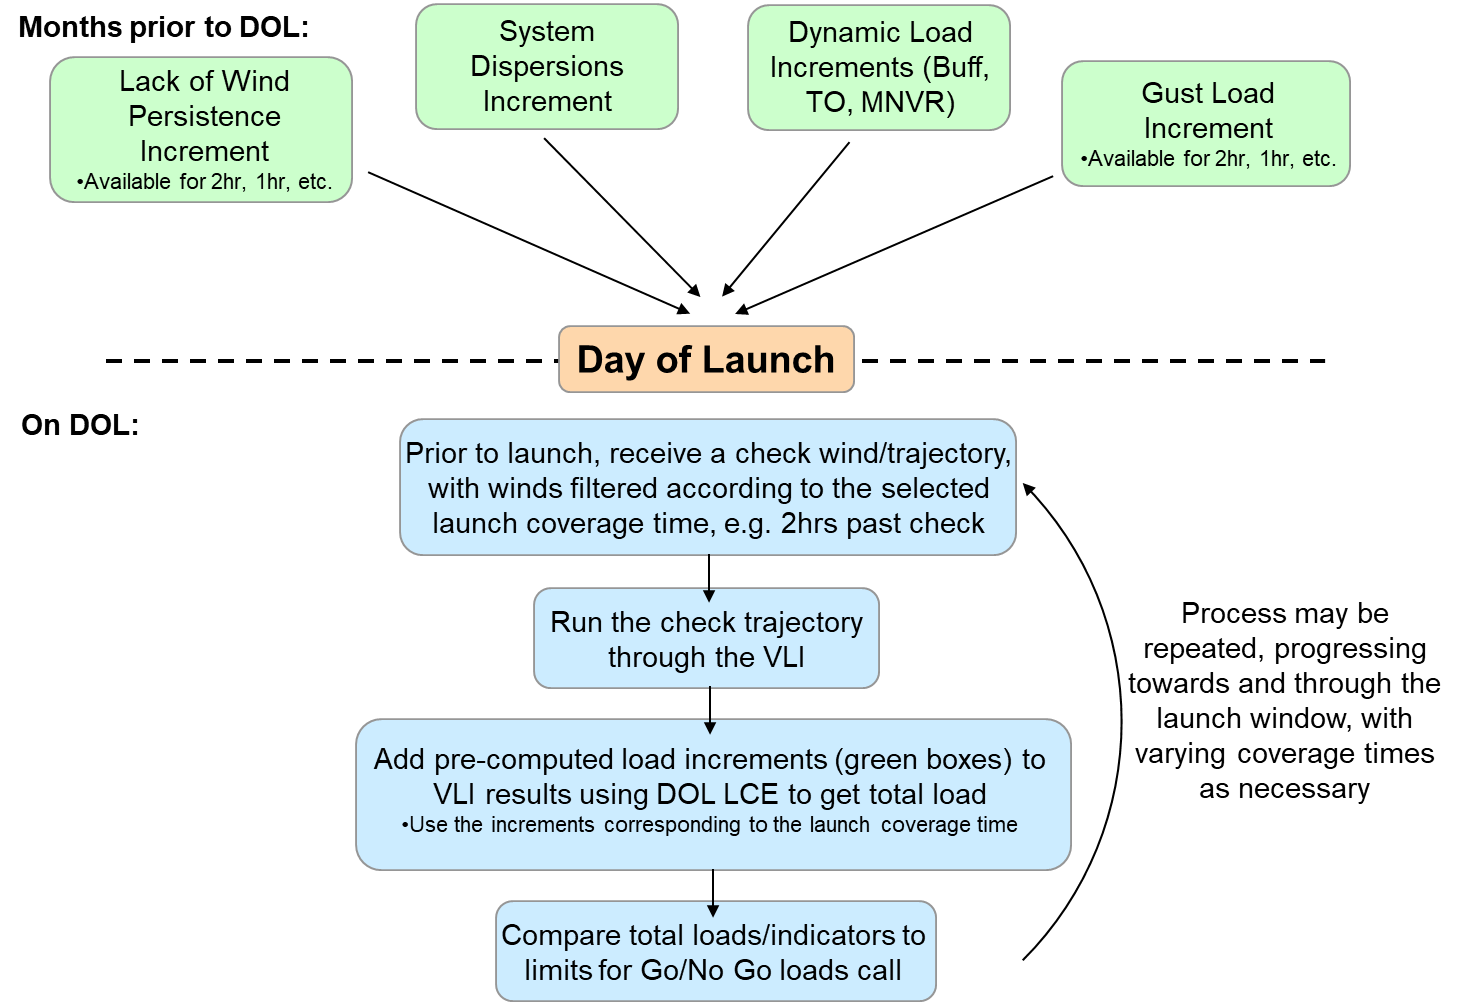 Months prior to DOL:
Lack of Wind
Persistence
Increment
•Available for 2hr, 1hr, etc.
System
Dispersions
Increment
Dynamic Load
Increments (Buff,
TO, MNVR)
Gust Load
Increment
•Available for 2hr, 1hr, etc.
Day of Launch
On DOL:
Prior to launch, receive a check wind/trajectory,
with winds filtered according to the selected
launch coverage time, e.g. 2hrs past check
Run the check trajectory
through the VLI
Add pre-computed load increments (green boxes) to
VLI results using DOL LCE to get total load
•Use the increments corresponding to the launch coverage time
Compare total loads/indicators to
limits for Go/No Go loads call
Process may be
repeated, progressing
towards and through the
launch window, with
varying coverage times
as necessary